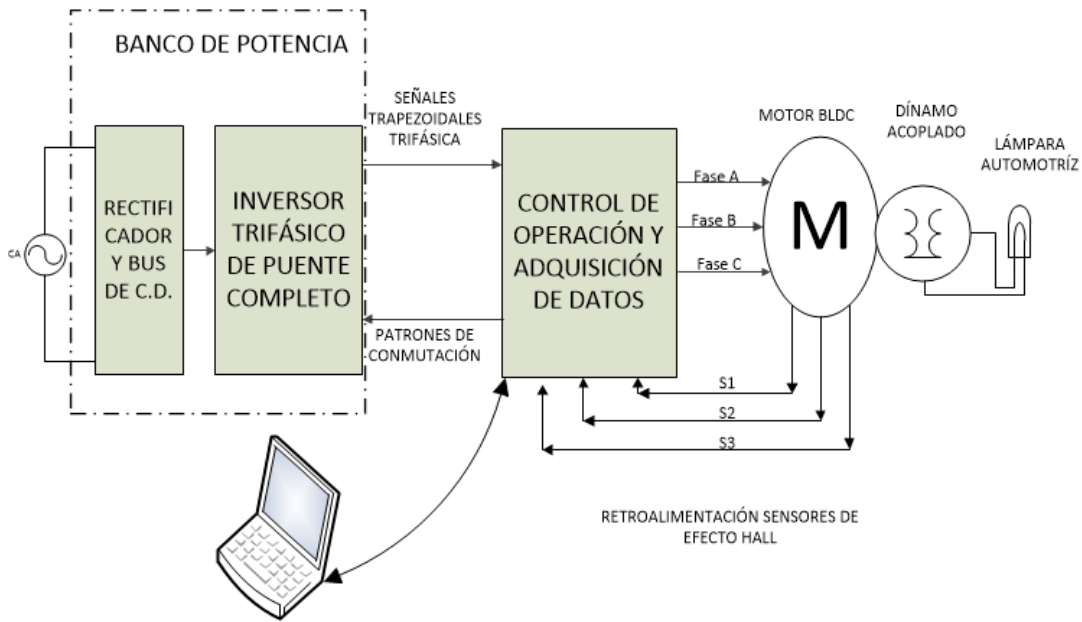 BANCO DE POTENCIA
CA
RECTIFI
CADOR
Y BUS
DE C.D.
INVERSOR
TRIFÁSICO
DE PUENTE
COMPLETO
SEÑALES
TRAPEZOIDALES
TRIFÁSICA
PATRONES DE
CONMUTACIÓN
CONTROL DE
OPERACIÓN Y
ADQUISICIÓN
DE DATOS
Fase A
Fase B
Fase C
MOTOR BLDC
M
DÍNAMO
ACOPLADO
LÁMPARA
AUTOMOTRÍZ
S1
S2
S3
RETROALIMENTACIÓN SENSORES DE
EFECTO HALL